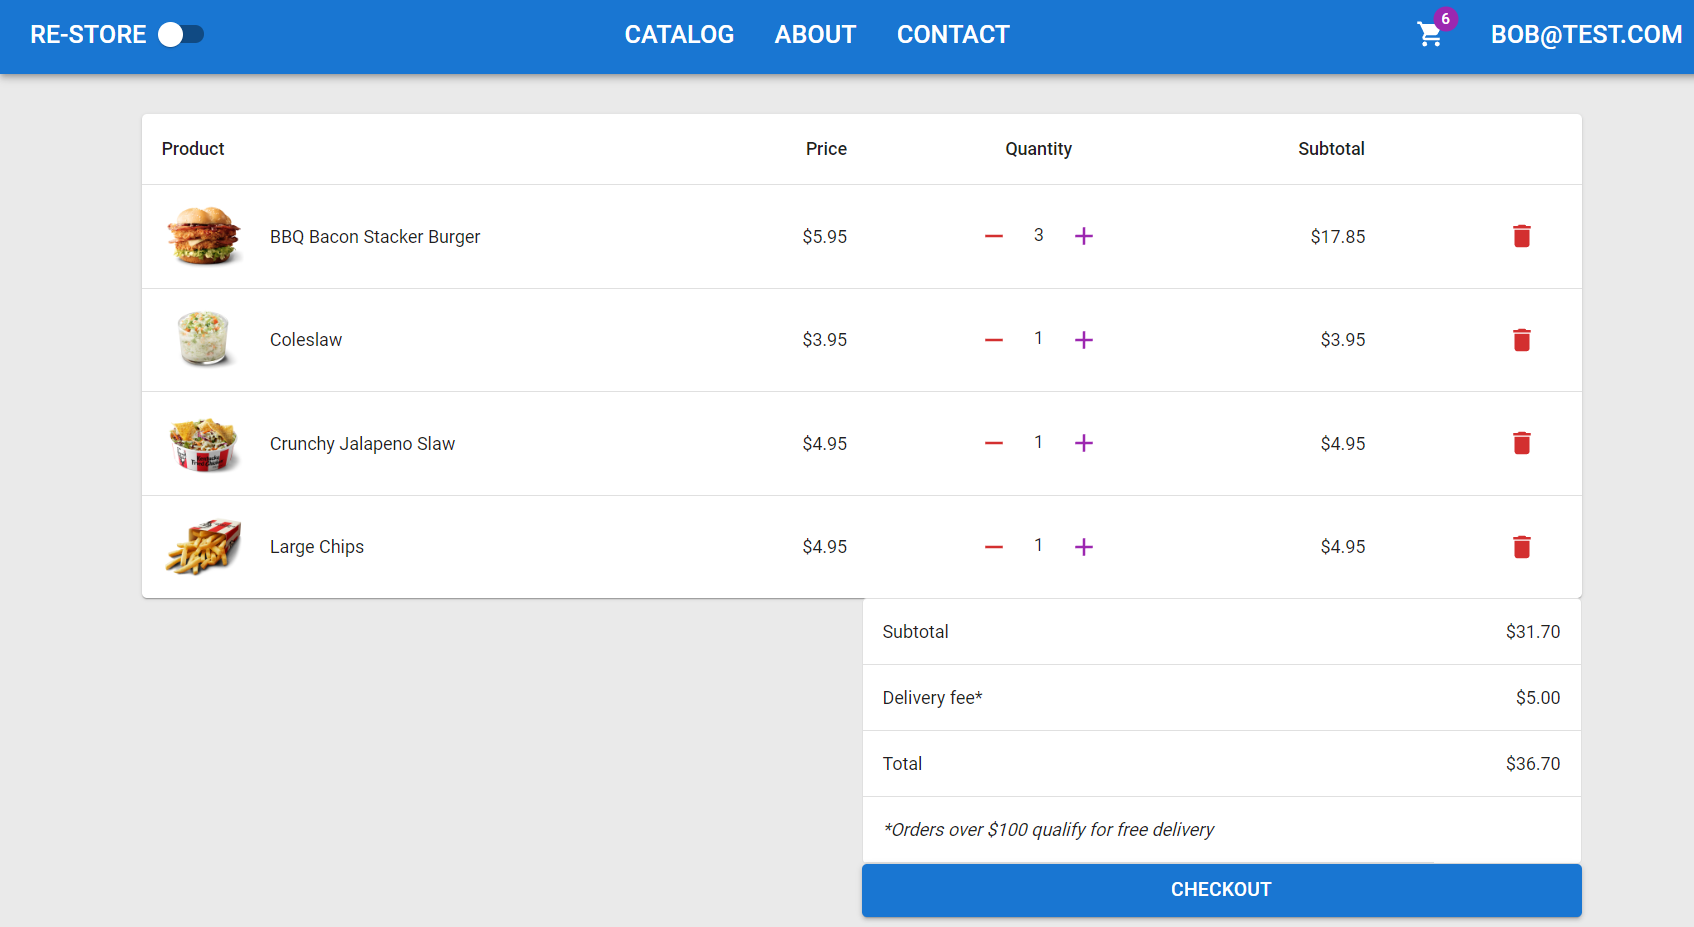 RE-STORE CATALOG ABOUT CONTACT 6 BOB@TEST.COM
Product Price Quantity Subtotal
BBQ Bacon Stacker Burger $5.95 3 $17.85
Coleslaw $3.95 1 $3.95
Crunchy Jalapeno Slaw $4.95 1 $4.95
Large Chips $4.95 1 $4.95
Subtotal $31.70
Delivery fee* $5.00
Total $36.70
*Orders over $100 qualify for free delivery
CHECKOUT